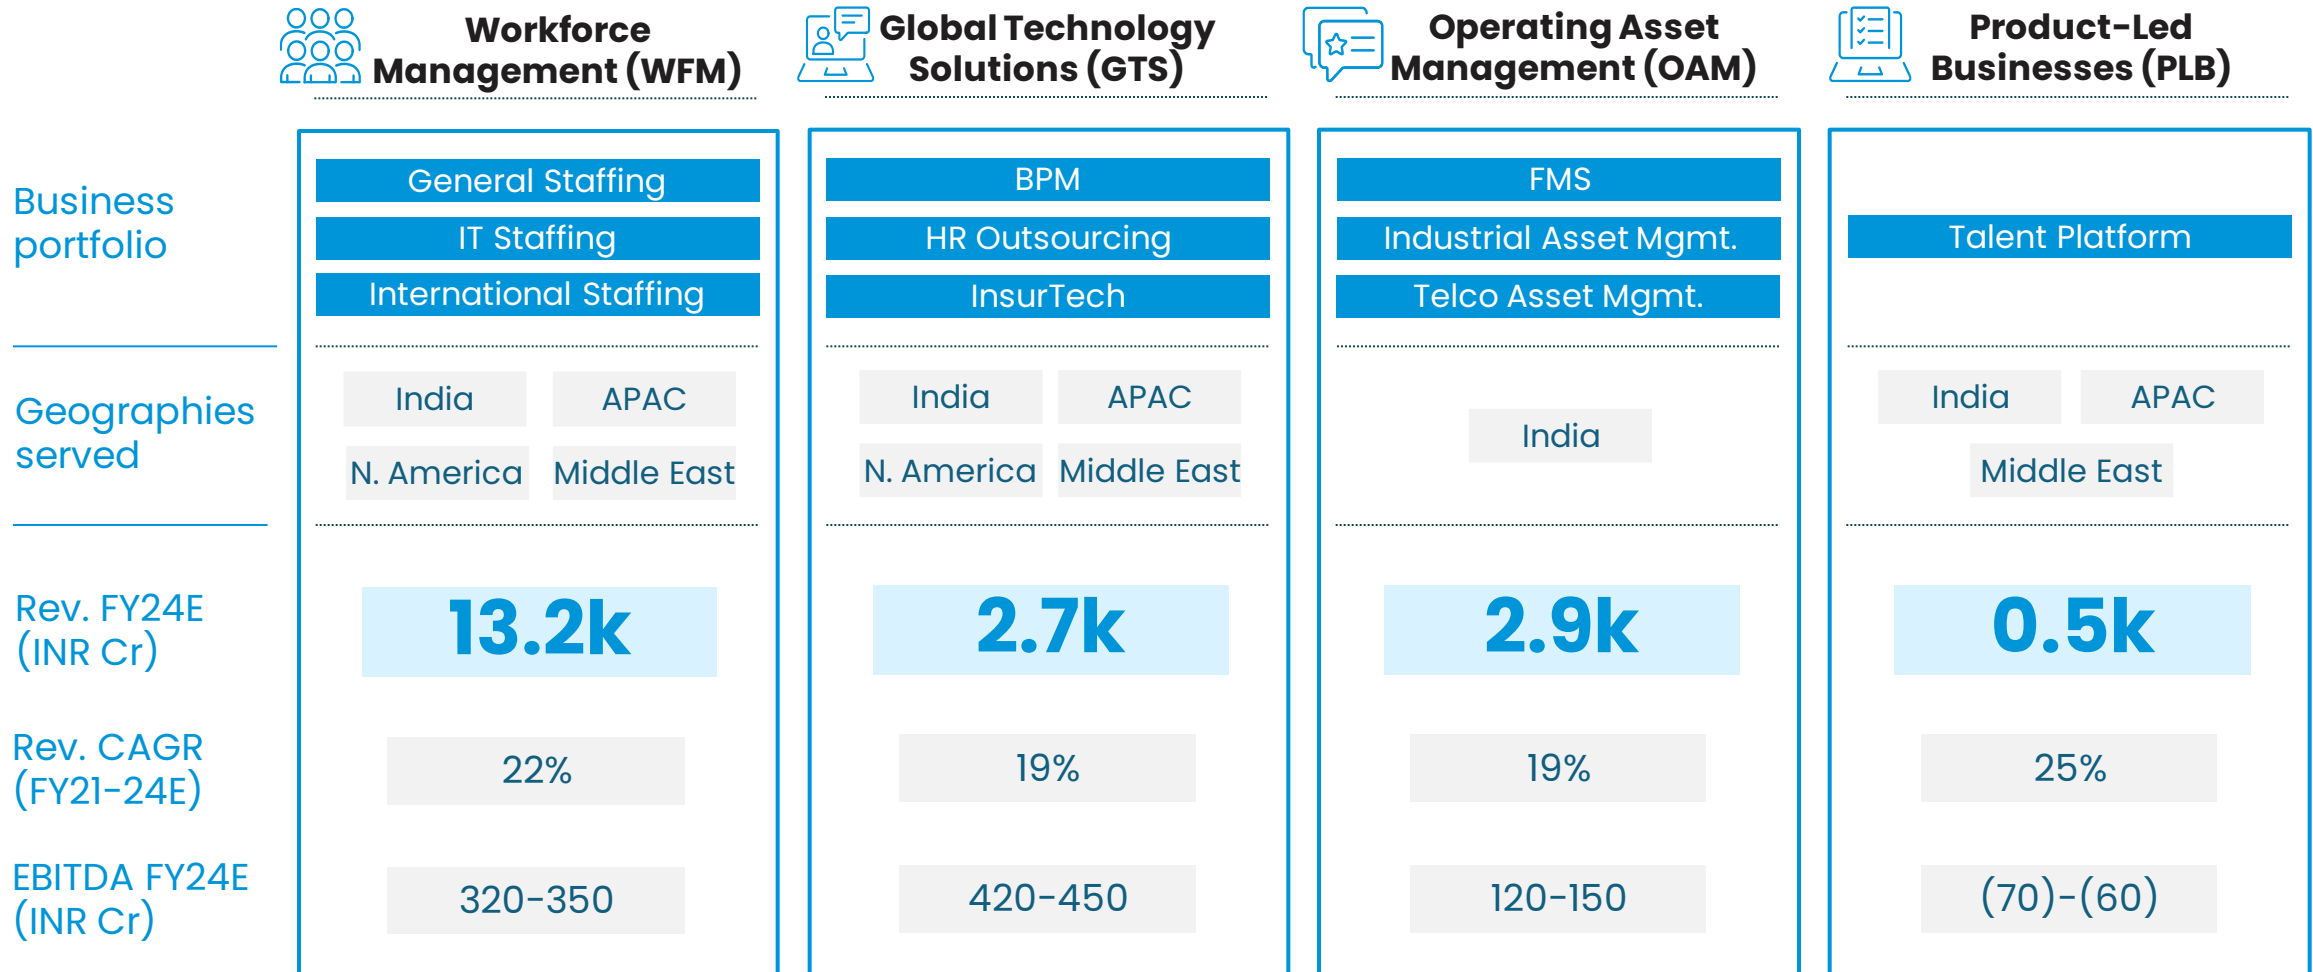 Workforce
Management (WFM)
Global Technology
Solutions (GTS)
Operating Asset
Management (OAM)
Product-Led
Businesses (PLB)
Business
portfolio
General Staffing
IT Staffing
International Staffing
BPM
HR Outsourcing
InsurTech
FMS
Industrial Asset Mgmt.
Telco Asset Mgmt.
Talent Platform
Geographies
served
India
APAC
N. America
Middle East
India
APAC
N. America
Middle East
India
India
APAC
Middle East
Rev. FY24E
(INR Cr)
13.2k
2.7k
2.9k
0.5k
Rev. CAGR
(FY21-24E)
22%
19%
19%
25%
EBITDA FY24E
(INR Cr)
320-350
420-450
120-150
(70)-(60)